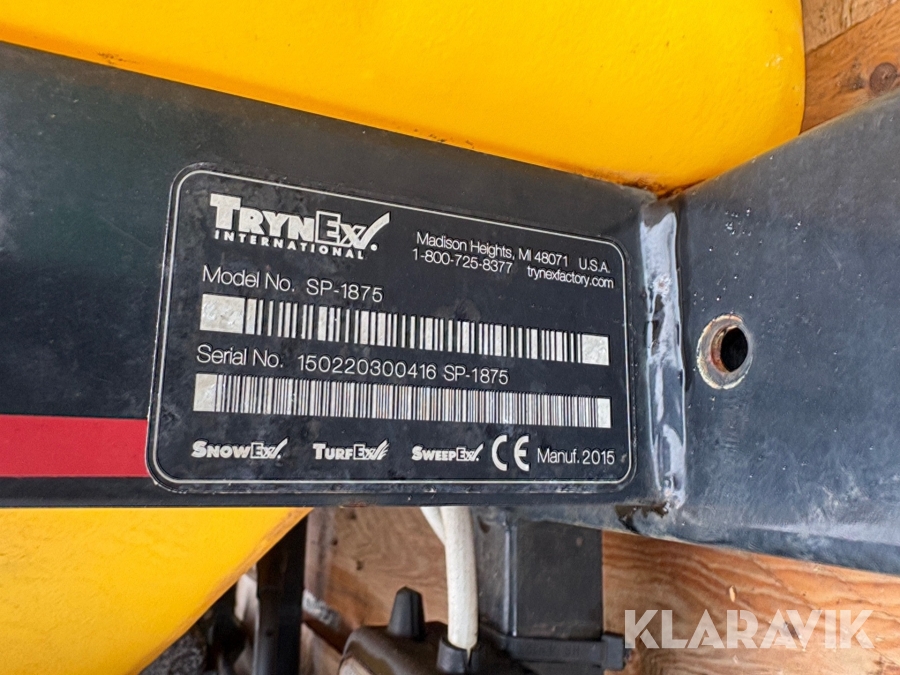 TRYNEX
INTERNATIONAL
Madison Heights, MI 48071 U.S.A.
1-800-725-8377 trynexfactory.com
Model No. SP-1875
Serial No. 150220300416 SP-1875
SNOWEX TURFEX SWEEPEX CE Manuf. 2015
KLARAVIK